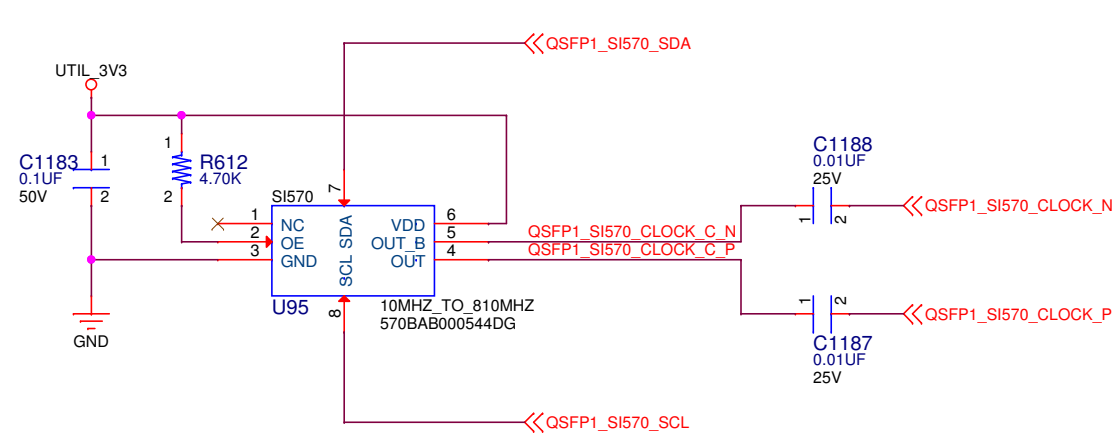 QSFP1_SI570_SDA
UTIL_3V3
C1183
0.1UF
50V
1
2
1
2
R612
4.70K
SI570
7
1
2
3
NC
OE
GND
SCL SDA
VDD
OUT_B
OUT
6
5
4
QSFP1_SI570_CLOCK_C_N
QSFP1_SI570_CLOCK_C_P
C1188
0.01UF
25V
1
2
QSFP1_SI570_CLOCK_N
U95
8
10MHZ_TO_810MHZ
570BAB000544DG
1
2
QSFP1_SI570_CLOCK_P
C1187
0.01UF
25V
GND
QSFP1_SI570_SCL